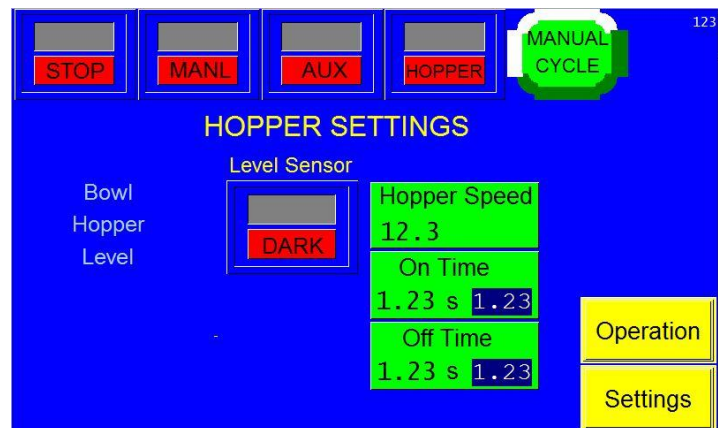 123
STOP
MANL
AUX
HOPPER
MANUAL
CYCLE
HOPPER SETTINGS
Level Sensor
Bowl
Hopper
Level
DARK
Hopper Speed
12.3
On Time
1.23 s 1.23
Off Time
1.23 s 1.23
Operation
Settings